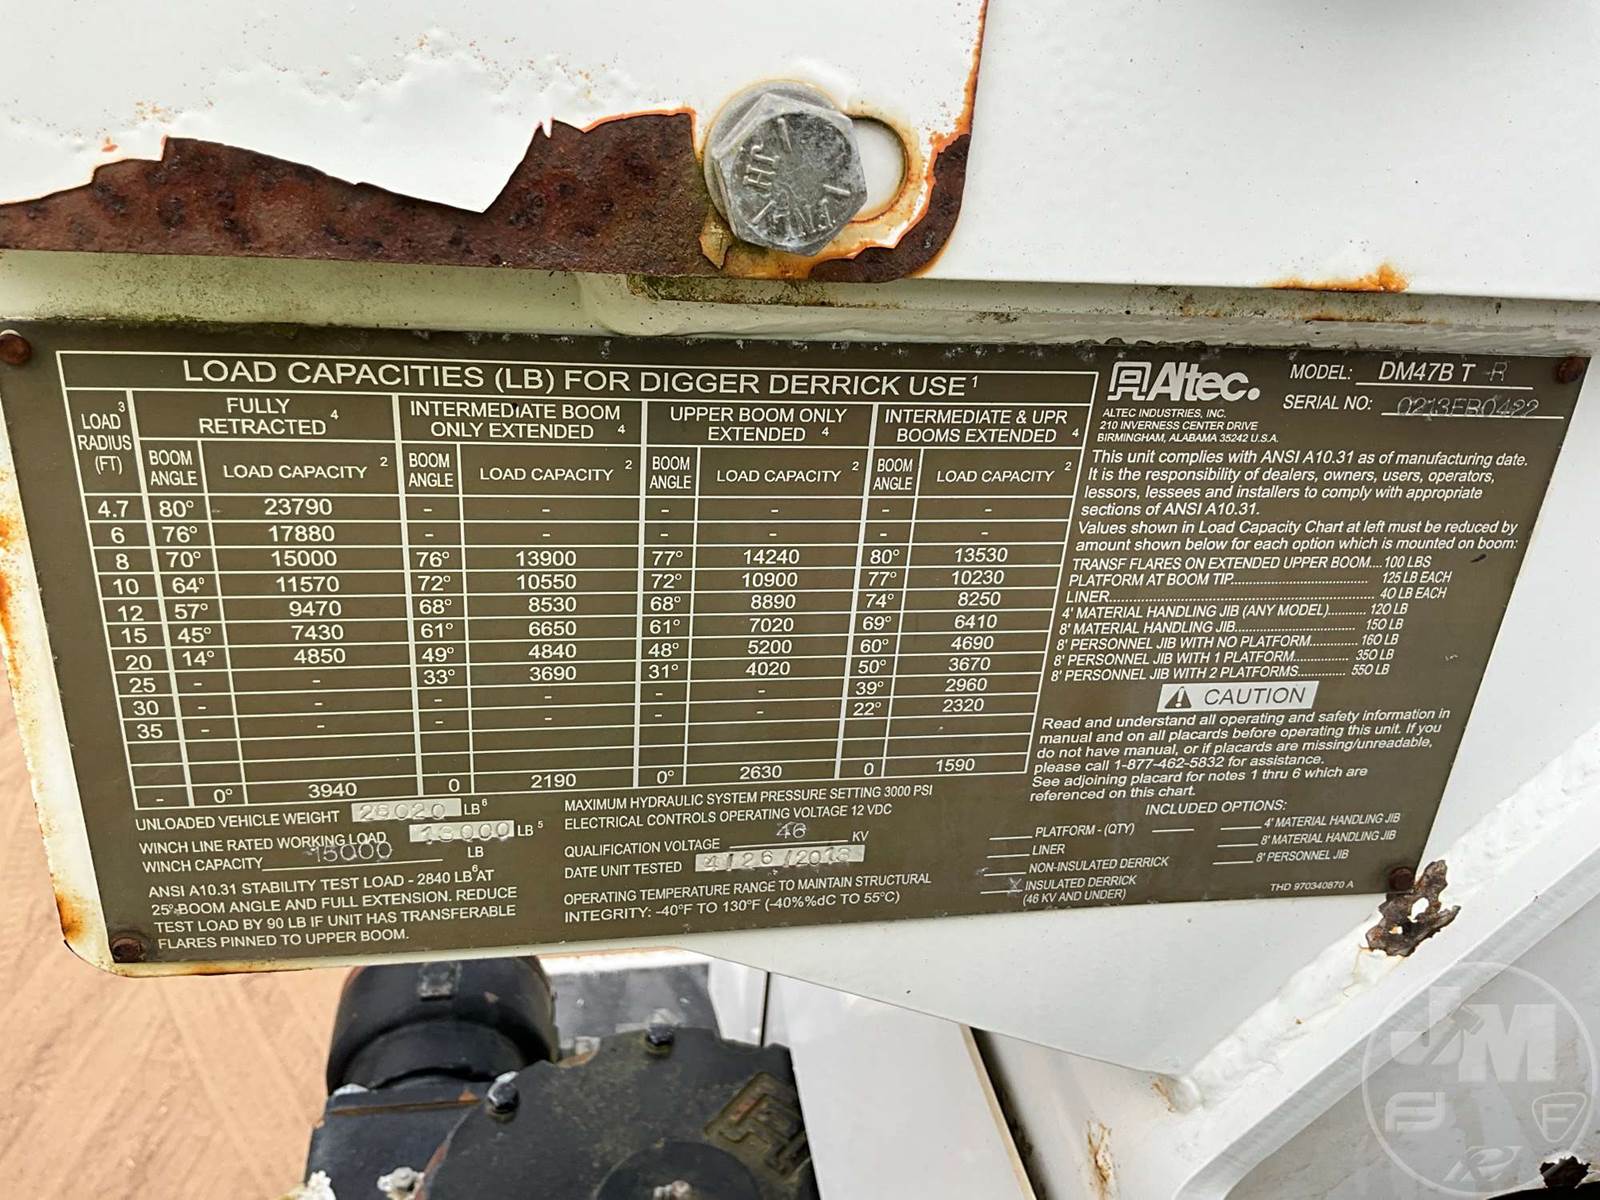 JH
FNL
LOAD CAPACITIES (LB) FOR DIGGER DERRICK USE 1
LOAD 3 RADIUS (FT)
FULLY RETRACTED 4
INTERMEDIATE BOOM ONLY EXTENDED 4
UPPER BOOM ONLY EXTENDED 4
INTERMEDIATE & UPR BOOMS EXTENDED 4
BOOM ANGLE LOAD CAPACITY 2 BOOM ANGLE LOAD CAPACITY 2 BOOM ANGLE LOAD CAPACITY 2 BOOM ANGLE LOAD CAPACITY 2
4.7 80° 23790 - - - - - -
6 76° 17880 - - - - - -
8 70° 15000 76° 13900 77° 14240 80° 13530
10 64° 11570 72° 10550 72° 10900 77° 10230
12 57° 9470 68° 8530 68° 8890 74° 8250
15 45° 7430 61° 6650 61° 7020 69° 6410
20 14° 4850 49° 4840 48° 5200 60° 4690
25 - - 33° 3690 31° 4020 50° 3670
30 - - - - - - 39° 2960
35 - - - - - - 22° 2320
- 0° 3940 0 2190 0° 2630 0 1590
UNLOADED VEHICLE WEIGHT 26020 LB 6
WINCH LINE RATED WORKING LOAD 18000 LB 5
WINCH CAPACITY 15000 LB
ANSI A10.31 STABILITY TEST LOAD - 2840 LB 6 AT
25° BOOM ANGLE AND FULL EXTENSION. REDUCE
TEST LOAD BY 90 LB IF UNIT HAS TRANSFERABLE
FLARES PINNED TO UPPER BOOM.
MAXIMUM HYDRAULIC SYSTEM PRESSURE SETTING 3000 PSI
ELECTRICAL CONTROLS OPERATING VOLTAGE 12 VDC
QUALIFICATION VOLTAGE 46 KV
DATE UNIT TESTED 4/26/2013
OPERATING TEMPERATURE RANGE TO MAINTAIN STRUCTURAL
INTEGRITY: -40°F TO 130°F (-40%%dC TO 55°C)
Altec.
ALTEC INDUSTRIES, INC.
210 INVERNESS CENTER DRIVE
BIRMINGHAM, ALABAMA 35242 U.S.A.
MODEL: DM47B T -R
SERIAL NO: 0213FB0422
This unit complies with ANSI A10.31 as of manufacturing date.
It is the responsibility of dealers, owners, users, operators,
lessors, lessees and installers to comply with appropriate
sections of ANSI A10.31.
Values shown in Load Capacity Chart at left must be reduced by
amount shown below for each option which is mounted on boom:
TRANSF FLARES ON EXTENDED UPPER BOOM....100 LBS
PLATFORM AT BOOM TIP............ 125 LB EACH
LINER............ 40 LB EACH
4' MATERIAL HANDLING JIB (ANY MODEL)........... 120 LB
8' MATERIAL HANDLING JIB............ 150 LB
8' PERSONNEL JIB WITH NO PLATFORM............ 160 LB
8' PERSONNEL JIB WITH 1 PLATFORM............ 350 LB
8' PERSONNEL JIB WITH 2 PLATFORMS............ 550 LB
CAUTION
Read and understand all operating and safety information in
manual and on all placards before operating this unit. If you
do not have manual, or if placards are missing/unreadable,
please call 1-877-462-5832 for assistance.
See adjoining placard for notes 1 thru 6 which are
referenced on this chart.
INCLUDED OPTIONS:
PLATFORM - (QTY)
LINER
NON-INSULATED DERRICK
X INSULATED DERRICK
(46 KV AND UNDER)
4' MATERIAL HANDLING JIB
8' MATERIAL HANDLING JIB
8' PERSONNEL JIB
THD 970340870 A
JM